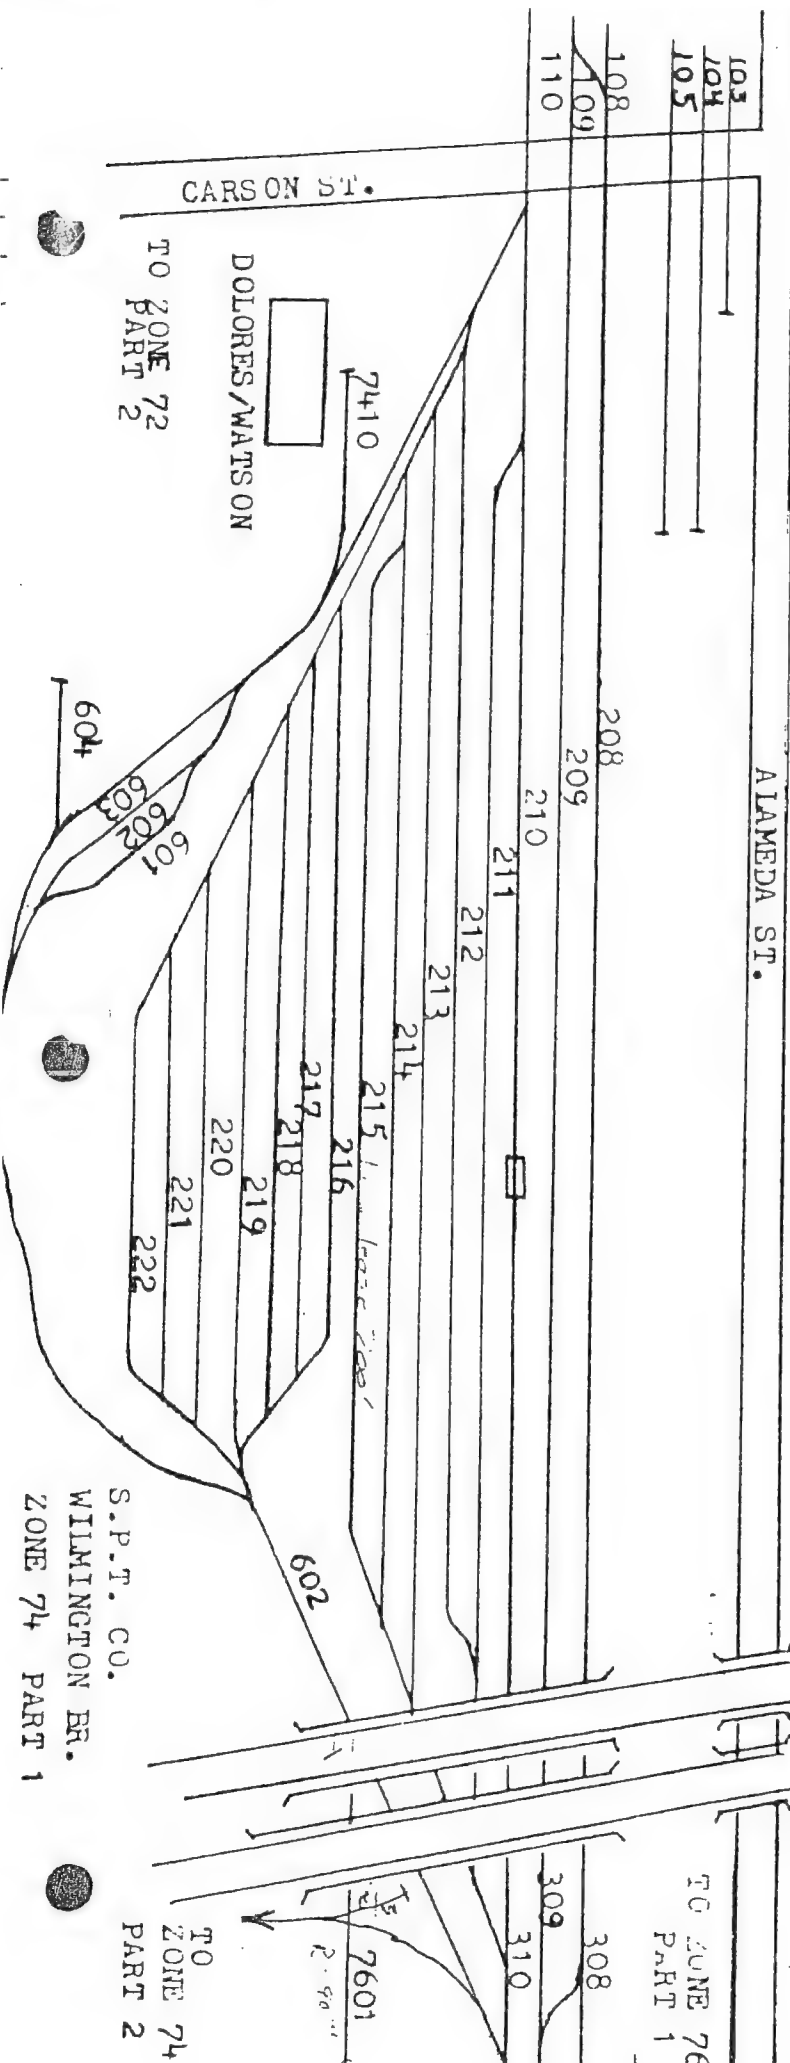 103
104
105
108
109
110
CARSON ST.
TO ZONE 72
PART 2
DOLORES/WATSON
7410
ALAMEDA ST.
604
603
602
601
208
209
210
211
212
213
214
215
216
217
218
219
220
221
222
602
S.P.T. CO.
WILMINGTON BR.
ZONE 74 PART 1
TO ZONE 76
PART 1
308
309
310
7601
TO
ZONE 74
PART 2